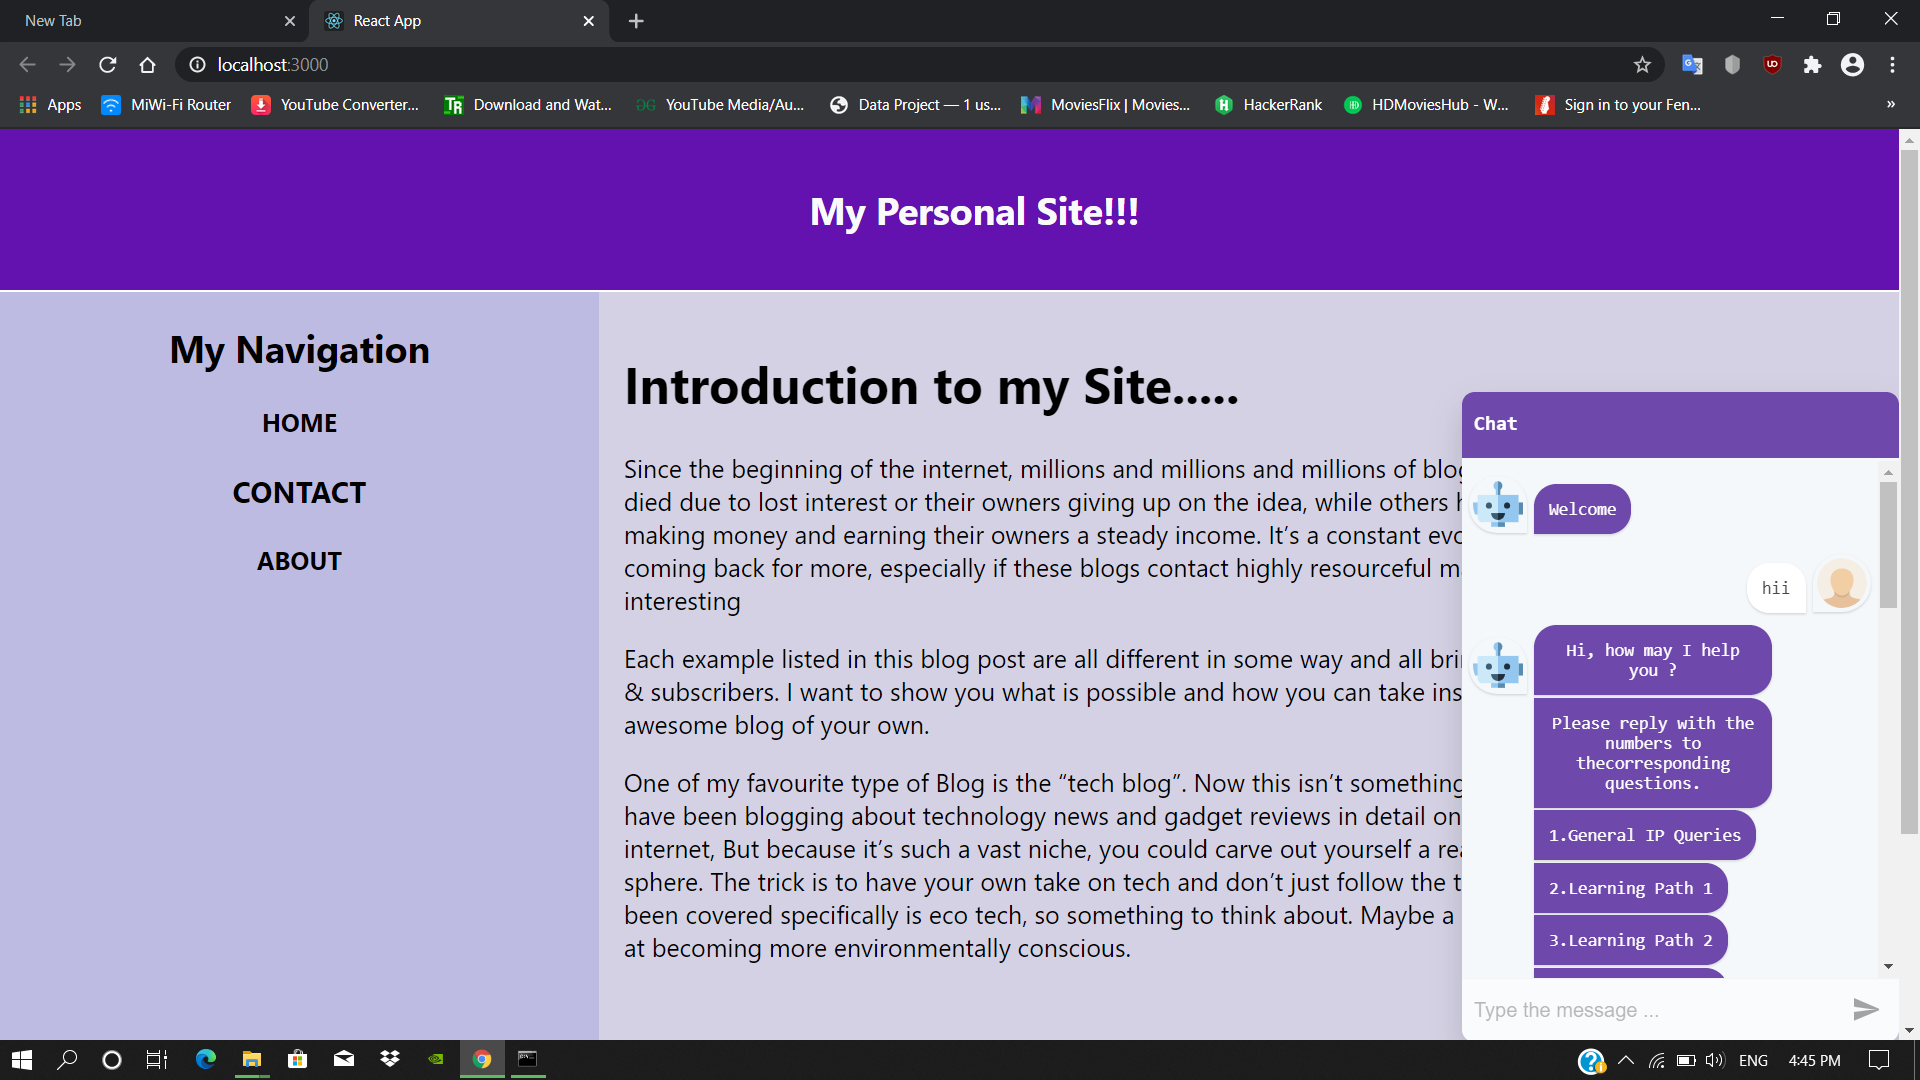 New Tab
React App
localhost:3000
Apps
MiWi-Fi Router
YouTube Converter...
TR
Download and Wat...
GG
YouTube Media/Au...
Data Project — 1 us...
MoviesFlix | Movies...
H
HackerRank
HD
HDMoviesHub - W...
Sign in to your Fen...
»
My Personal Site!!!
My Navigation
HOME
CONTACT
ABOUT
Introduction to my Site.....
Since the beginning of the internet, millions and millions and millions of
died due to lost interest or their owners giving up on the idea, while others
making money and earning their owners a steady income. It’s a constant
coming back for more, especially if these blogs contact highly resourceful
interesting
Each example listed in this blog post are all different in some way and all
& subscribers. I want to show you what is possible and how you can take
awesome blog of your own.
One of my favourite type of Blog is the “tech blog”. Now this isn’t something
have been blogging about technology news and gadget reviews in detail on
internet, But because it’s such a vast niche, you could carve out yourself a
sphere. The trick is to have your own take on tech and don’t just follow the
been covered specifically is eco tech, so something to think about. Maybe a
at becoming more environmentally conscious.
Chat
Welcome
hii
Hi, how may I help
you ?
Please reply with the
numbers to
thecorresponding
questions.
1.General IP Queries
2.Learning Path 1
3.Learning Path 2
Type the message ...
ENG
4:45 PM